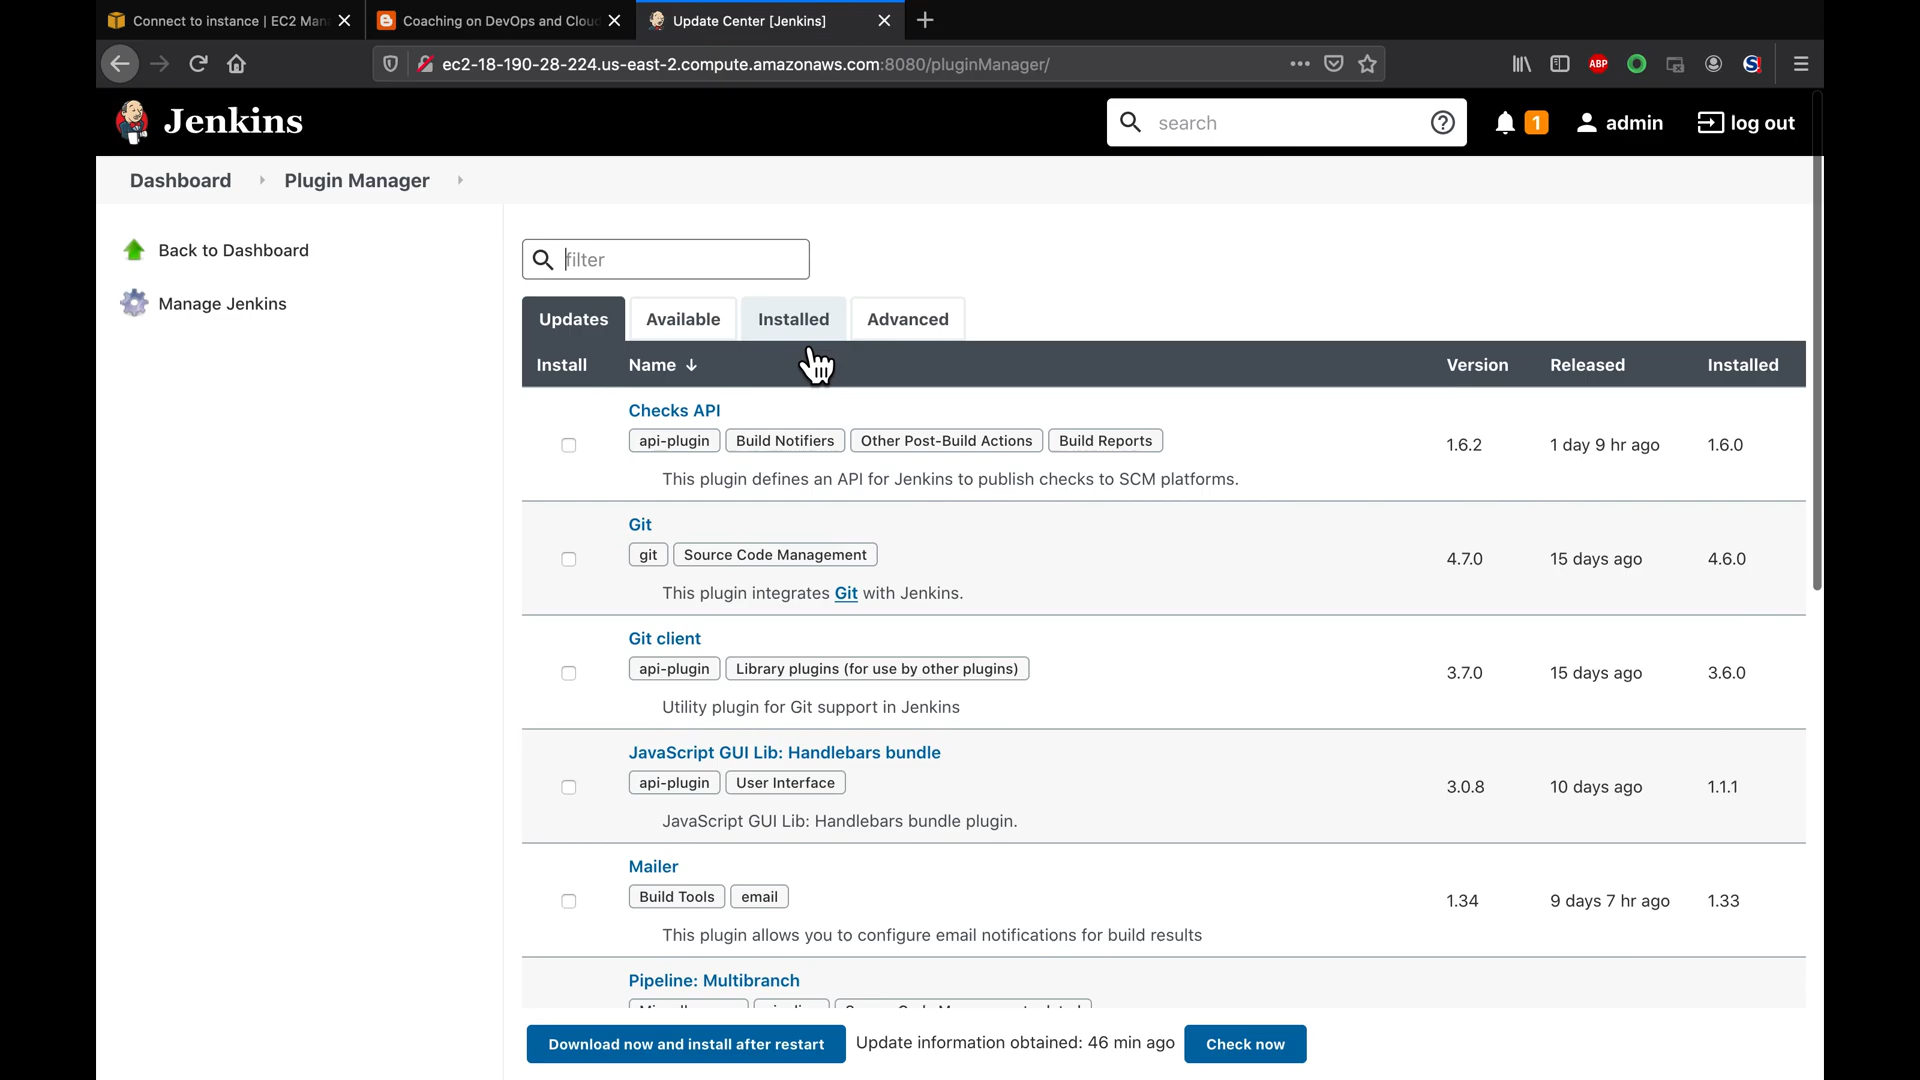 Connect to instance | EC2 Man
Coaching on DevOps and Clou
Update Center [Jenkins]
ec2-18-190-28-224.us-east-2.compute.amazonaws.com:8080/pluginManager/
ABP
S
Jenkins
search
1
admin
log out
Dashboard
Plugin Manager
Back to Dashboard
Manage Jenkins
filter
Updates
Available
Installed
Advanced
Install
Name ↓
Version
Released
Installed
Checks API
api-plugin
Build Notifiers
Other Post-Build Actions
Build Reports
This plugin defines an API for Jenkins to publish checks to SCM platforms.
1.6.2
1 day 9 hr ago
1.6.0
Git
git
Source Code Management
This plugin integrates Git with Jenkins.
4.7.0
15 days ago
4.6.0
Git client
api-plugin
Library plugins (for use by other plugins)
Utility plugin for Git support in Jenkins
3.7.0
15 days ago
3.6.0
JavaScript GUI Lib: Handlebars bundle
api-plugin
User Interface
JavaScript GUI Lib: Handlebars bundle plugin.
3.0.8
10 days ago
1.1.1
Mailer
Build Tools
email
This plugin allows you to configure email notifications for build results
1.34
9 days 7 hr ago
1.33
Pipeline: Multibranch
Download now and install after restart
Update information obtained: 46 min ago
Check now